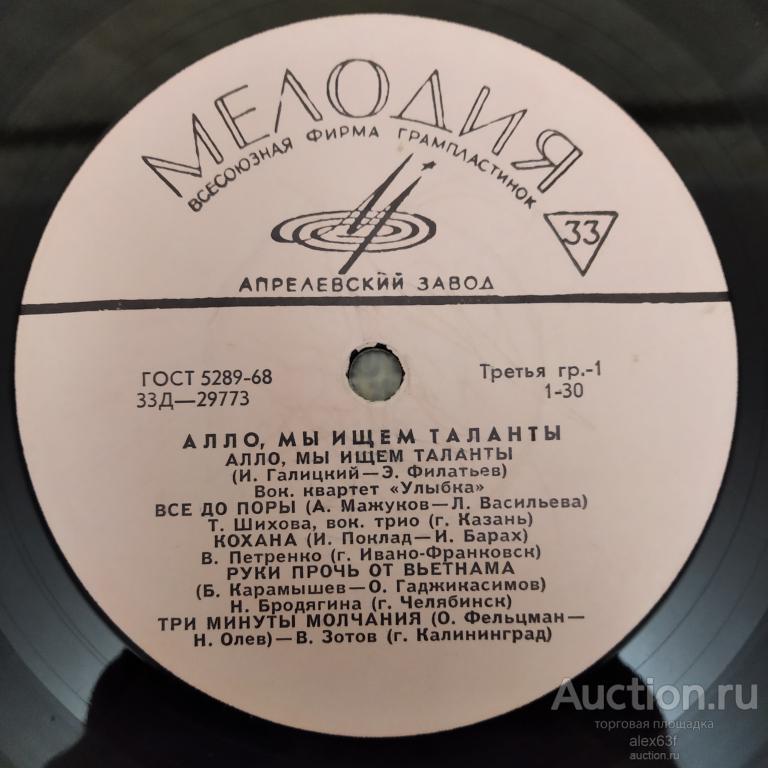 МЕЛОДИЯ
ВСЕСОЮЗНАЯ ФИРМА ГРАМПЛАСТИНОК
33
АПРЕЛЕВСКИЙ ЗАВОД
ГОСТ 5289-68
33Д—29773
Третья гр.-1
1-30
АЛЛО, МЫ ИЩЕМ ТАЛАНТЫ
АЛЛО, МЫ ИЩЕМ ТАЛАНТЫ
(И. Галицкий—Э. Филатьев)
Вок. квартет «Улыбка»
ВСЕ ДО ПОРЫ (А. Мажуков—Л. Васильева)
Т. Шихова, вок. трио (г. Казань)
КОХАНА (И. Поклад—И. Барах)
В. Петренко (г. Ивано-Франковск)
РУКИ ПРОЧЬ ОТ ВЬЕТНАМА
(Б. Карамышев—О. Гаджикасимов)
Н. Бродягина (г. Челябинск)
ТРИ МИНУТЫ МОЛЧАНИЯ (О. Фельцман—
Н. Олев)—В. Зотов (г. Калининград)
Auction.ru
торговая площадка
alex63f
auction.ru